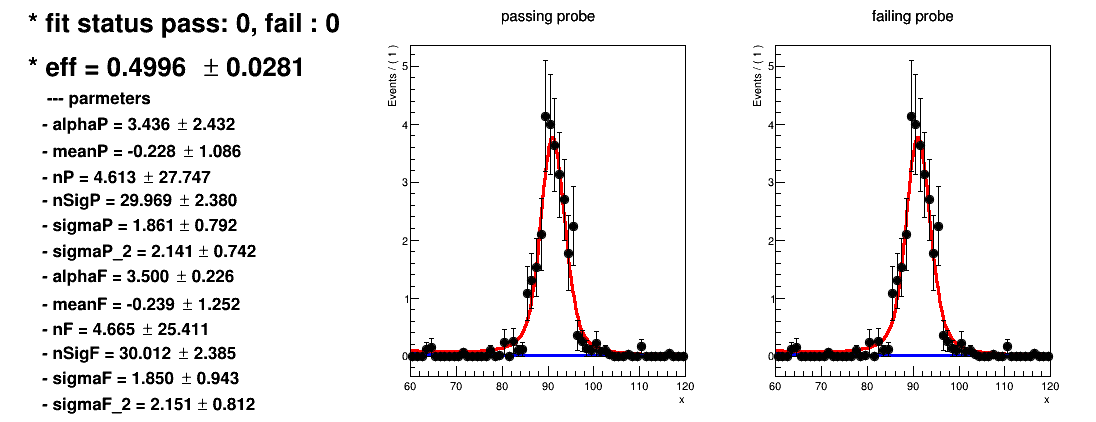 * fit status pass: 0, fail : 0
* eff = 0.4996 ± 0.0281
--- parmeters
- alphaP = 3.436 ± 2.432
- meanP = -0.228 ± 1.086
- nP = 4.613 ± 27.747
- nSigP = 29.969 ± 2.380
- sigmaP = 1.861 ± 0.792
- sigmaP_2 = 2.141 ± 0.742
- alphaF = 3.500 ± 0.226
- meanF = -0.239 ± 1.252
- nF = 4.665 ± 25.411
- nSigF = 30.012 ± 2.385
- sigmaF = 1.850 ± 0.943
- sigmaF_2 = 2.151 ± 0.812
passing probe
Events / ( 1 )
5
4
3
2
1
0
60 70 80 90 100 110 120
x
failing probe
Events / ( 1 )
5
4
3
2
1
0
60 70 80 90 100 110 120
x